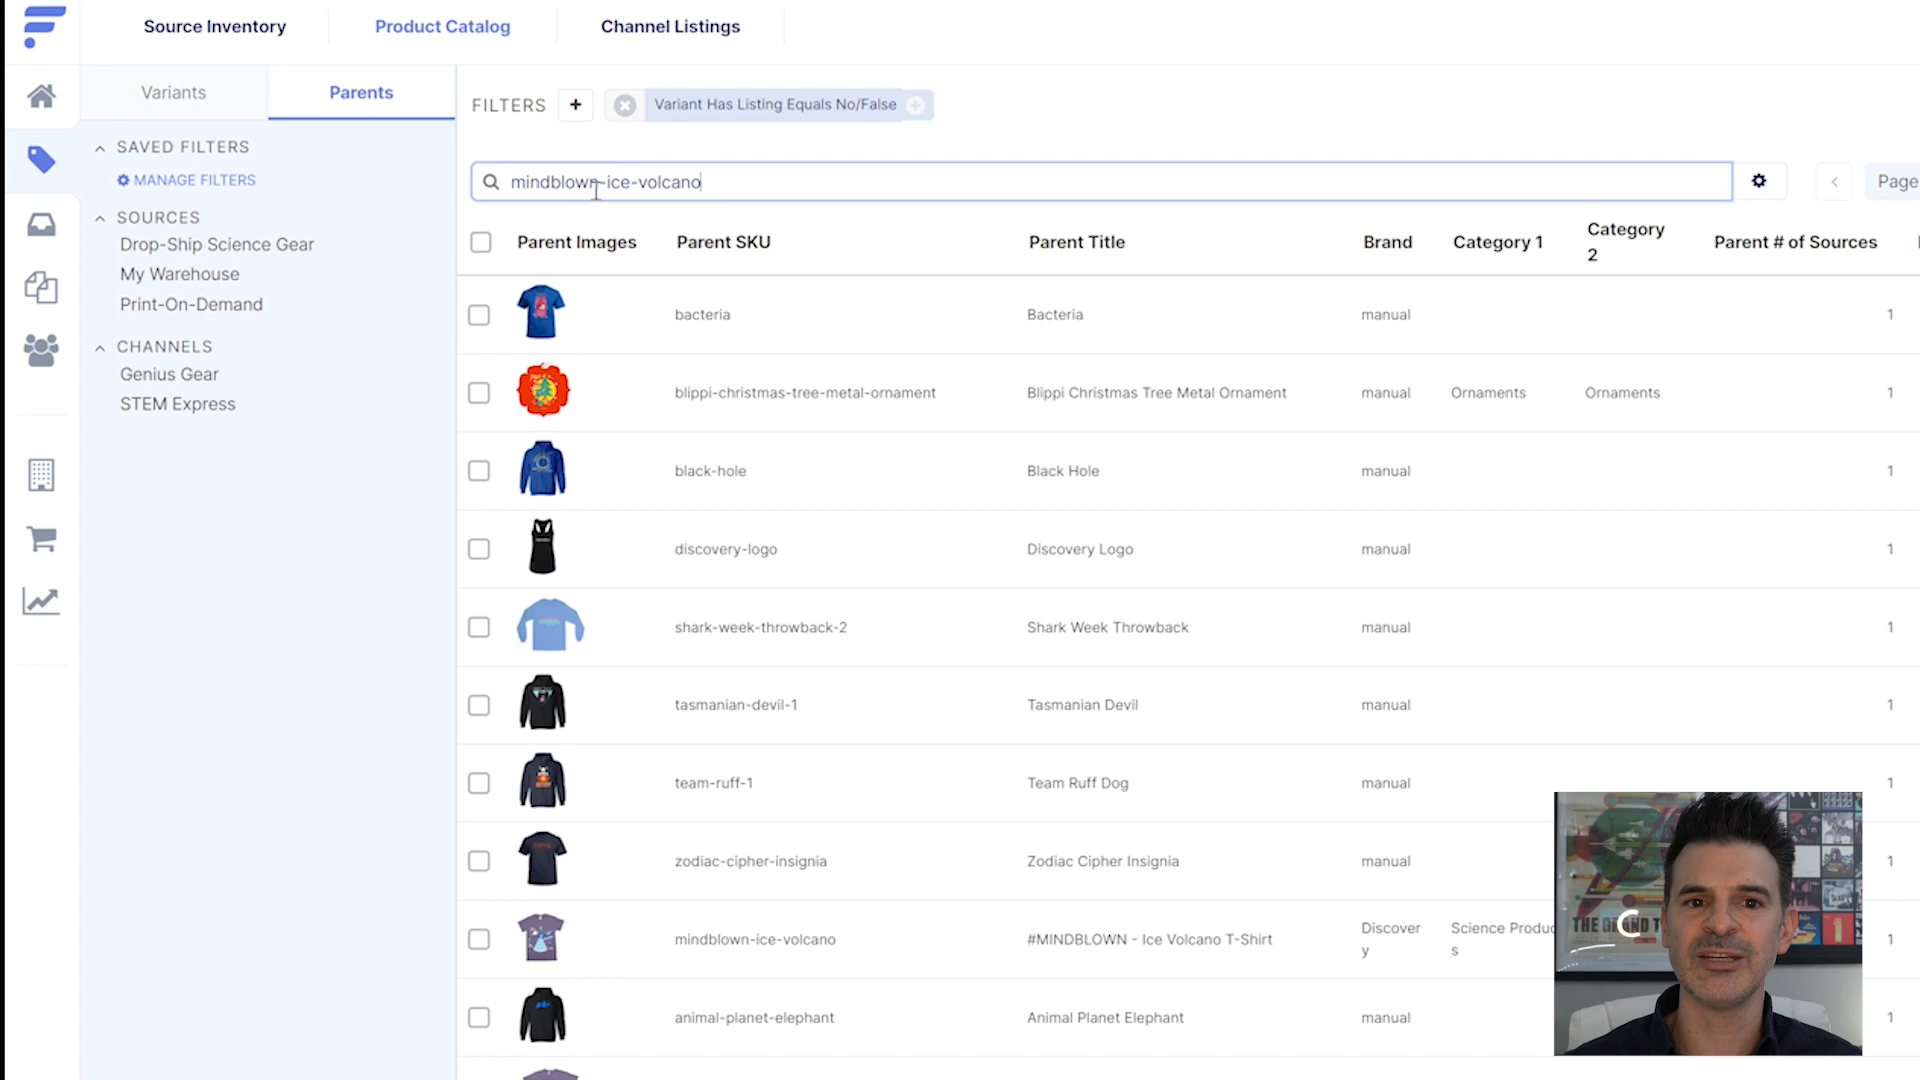 Source Inventory
Product Catalog
Channel Listings
Variants
Parents
SAVED FILTERS
MANAGE FILTERS
SOURCES
Drop-Ship Science Gear
My Warehouse
Print-On-Demand
CHANNELS
Genius Gear
STEM Express
FILTERS
+
Variant Has Listing Equals No/False
mindblown-ice-volcano
Page
Parent Images
Parent SKU
Parent Title
Brand
Category 1
Category
2
Parent # of Sources
bacteria
Bacteria
manual
1
blippi-christmas-tree-metal-ornament
Blippi Christmas Tree Metal Ornament
manual
Ornaments
Ornaments
1
black-hole
Black Hole
manual
1
discovery-logo
Discovery Logo
manual
1
shark-week-throwback-2
Shark Week Throwback
manual
1
tasmanian-devil-1
Tasmanian Devil
manual
1
team-ruff-1
Team Ruff Dog
manual
1
zodiac-cipher-insignia
Zodiac Cipher Insignia
manual
1
mindblown-ice-volcano
#MINDBLOWN - Ice Volcano T-Shirt
Discover
y
Science Produc
s
1
animal-planet-elephant
Animal Planet Elephant
manual
1
THE GRAND T
1